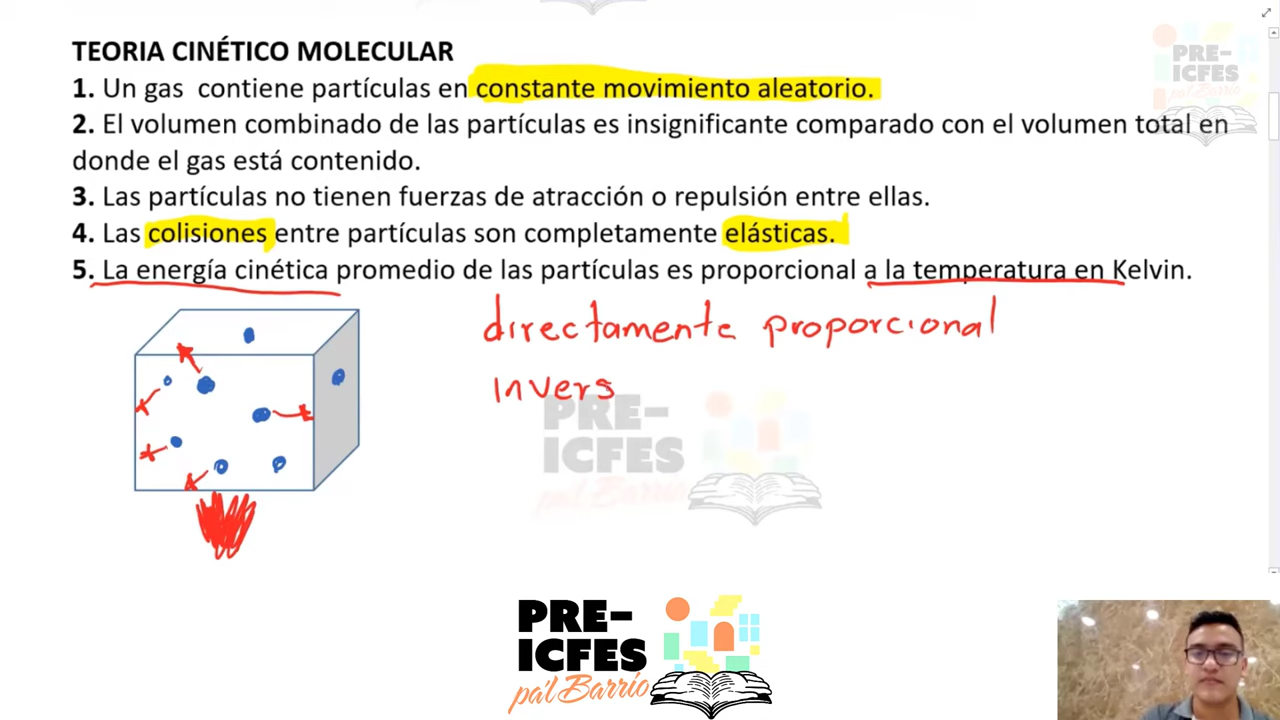 TEORIA CINÉTICO MOLECULAR
PRE-
ICFES
1. Un gas contiene partículas en constante movimiento aleatorio.
2. El volumen combinado de las partículas es insignificante comparado con el volumen total en
donde el gas está contenido.
3. Las partículas no tienen fuerzas de atracción o repulsión entre ellas.
4. Las colisiones entre partículas son completamente elásticas.
5. La energía cinética promedio de las partículas es proporcional a la temperatura en Kelvin.
directamente proporcional
invers
PRE-
ICFES
pa'l Barrio
PRE-
ICFES
pa'l Barrio